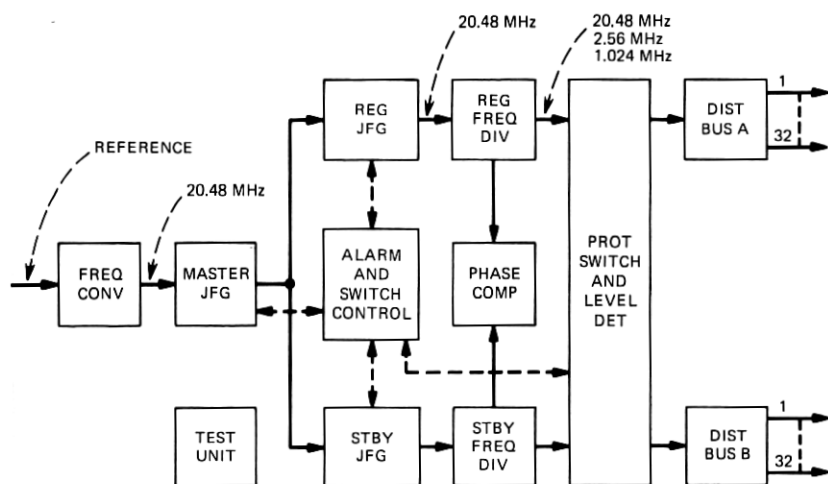 20.48 MHz
20.48 MHz
2.56 MHz
1.024 MHz
REFERENCE
20.48 MHz
FREQ
CONV
MASTER
JFG
REG
JFG
REG
FREQ
DIV
ALARM
AND
SWITCH
CONTROL
PHASE
COMP
PROT
SWITCH
AND
LEVEL
DET
DIST
BUS A
1
32
TEST
UNIT
STBY
JFG
STBY
FREQ
DIV
DIST
BUS B
1
32